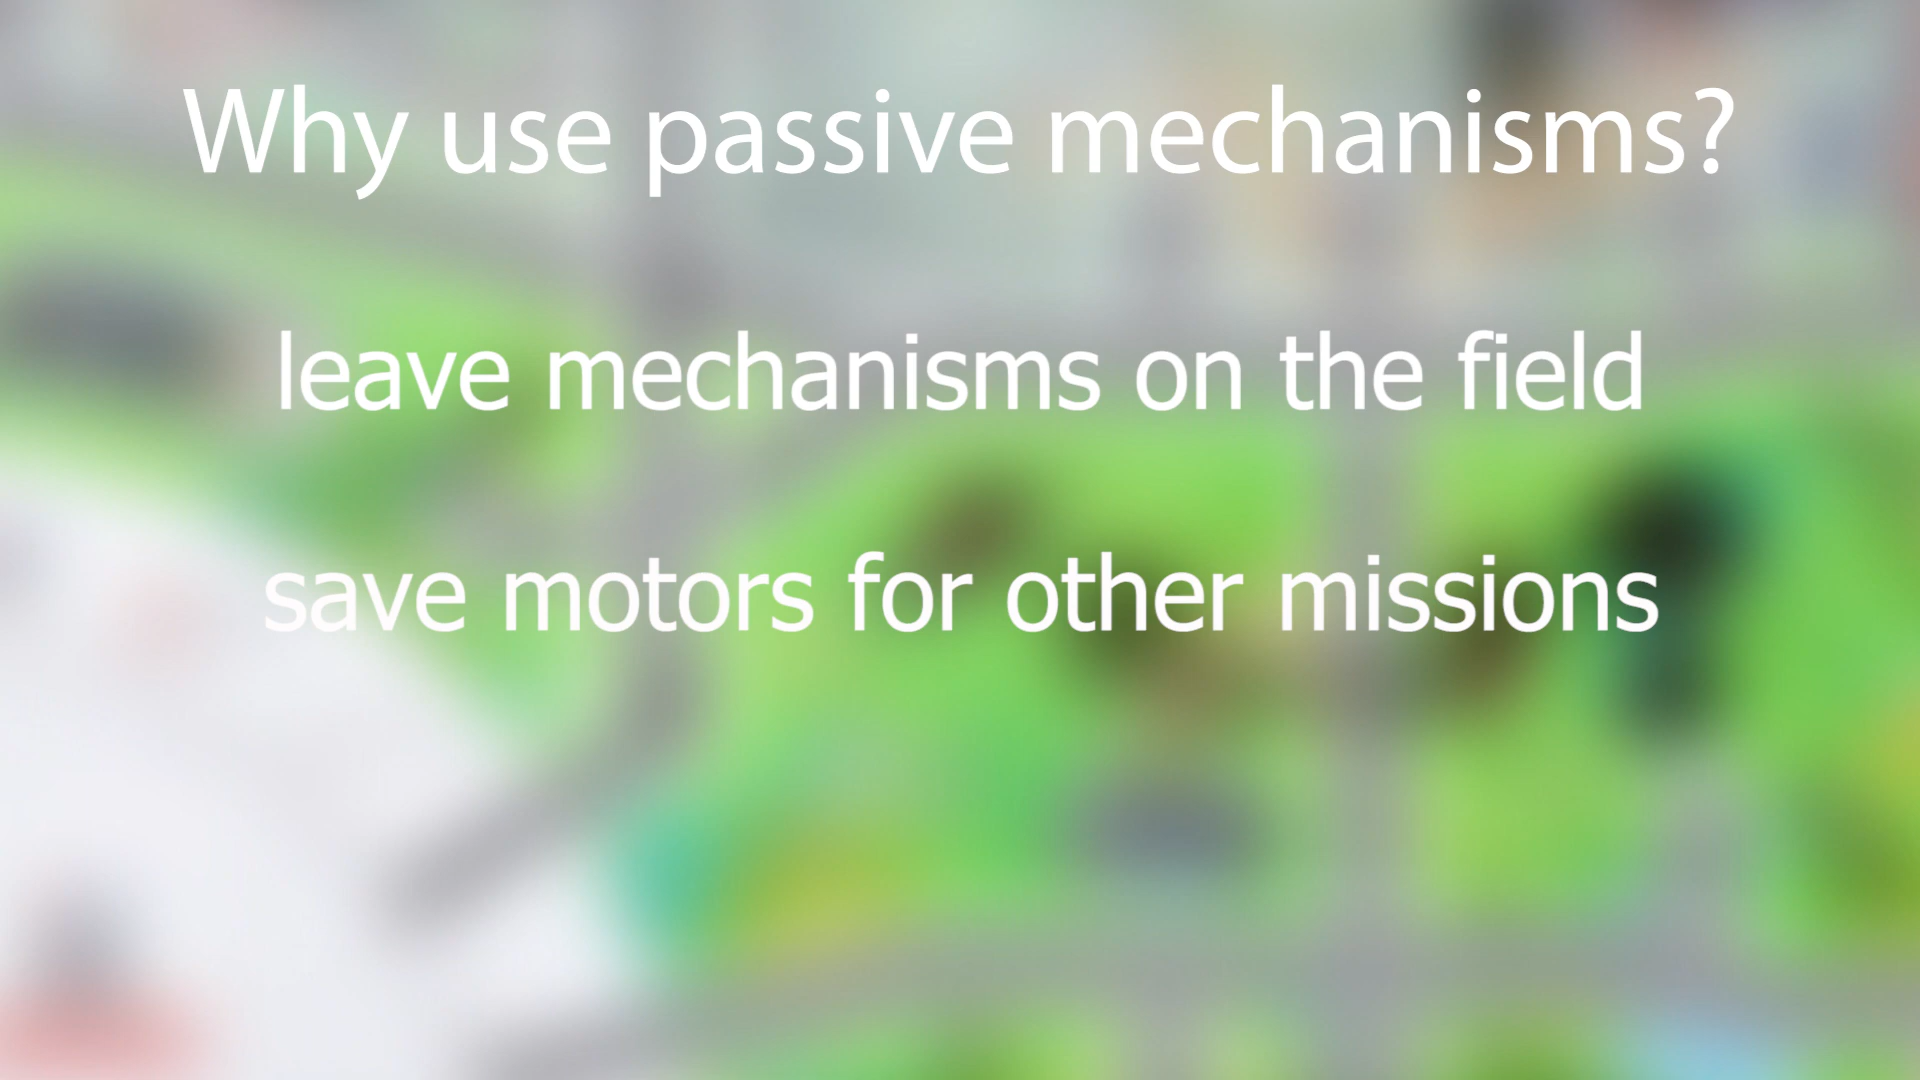 Why use passive mechanisms?
leave mechanisms on the field
save motors for other missions